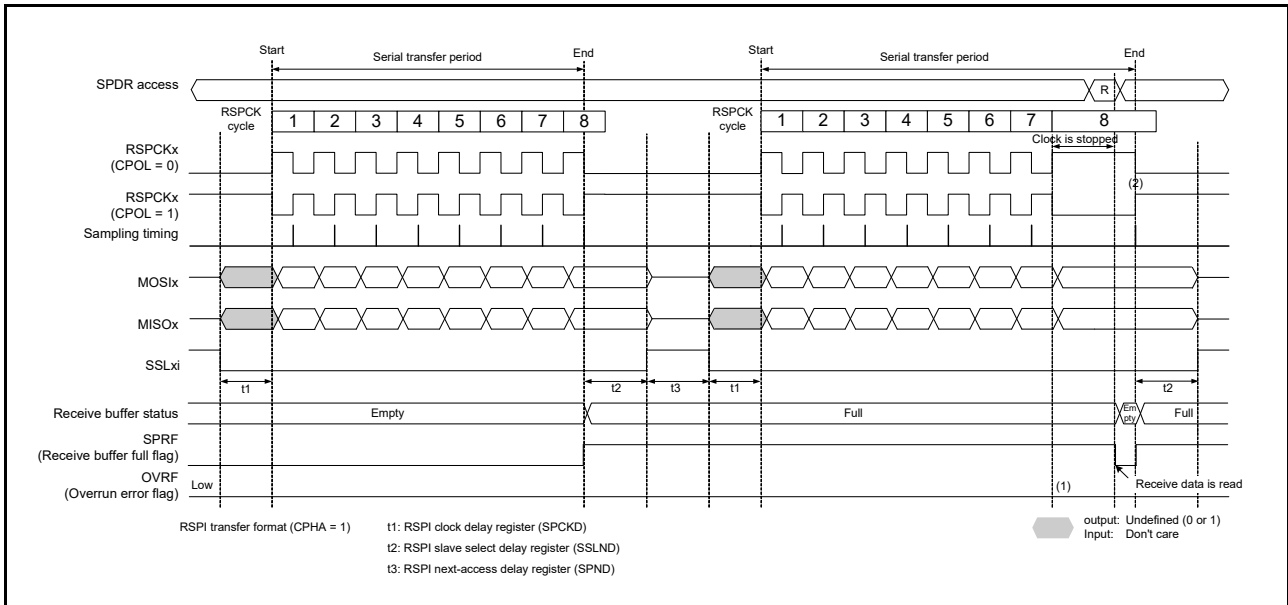 Start
Serial transfer period
End
Start
Serial transfer period
End
SPDR access
R
RSPCK
cycle
1 2 3 4 5 6 7 8
RSPCK
cycle
1 2 3 4 5 6 7 8
Clock is stopped
RSPCKx
(CPOL = 0)
(2)
RSPCKx
(CPOL = 1)
Sampling timing
MOSIx
MISOx
SSLxi
t1
t2
t3
t1
t2
Receive buffer status
Empty
Full
Em
pty
Full
SPRF
(Receive buffer full flag)
OVRF
(Overrun error flag)
Low
(1)
Receive data is read
RSPI transfer format (CPHA = 1)
t1: RSPI clock delay register (SPCKD)
t2: RSPI slave select delay register (SSLND)
t3: RSPI next-access delay register (SPND)
output: Undefined (0 or 1)
Input: Don't care